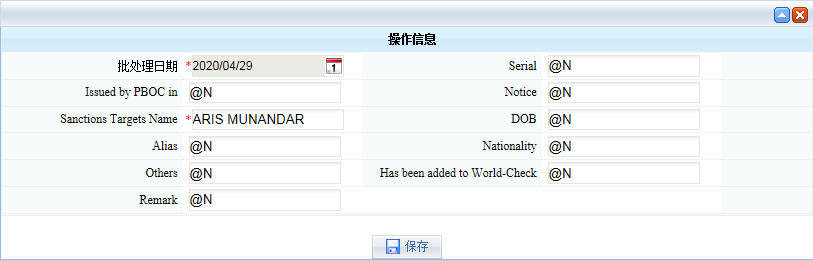 操作信息
批处理日期 *2020/04/29 1 Serial @N
Issued by PBOC in @N Notice @N
Sanctions Targets Name *ARIS MUNANDAR DOB @N
Alias @N Nationality @N
Others @N Has been added to World-Check @N
Remark @N
保存